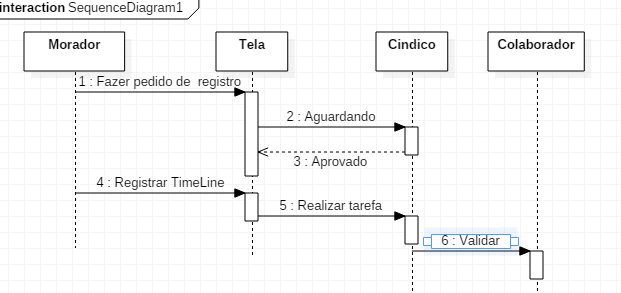 interaction SequenceDiagram1
Morador
Tela
Cindico
Colaborador
1 : Fazer pedido de registro
2 : Aguardando
3 : Aprovado
4 : Registrar TimeLine
5 : Realizar tarefa
6 : Validar